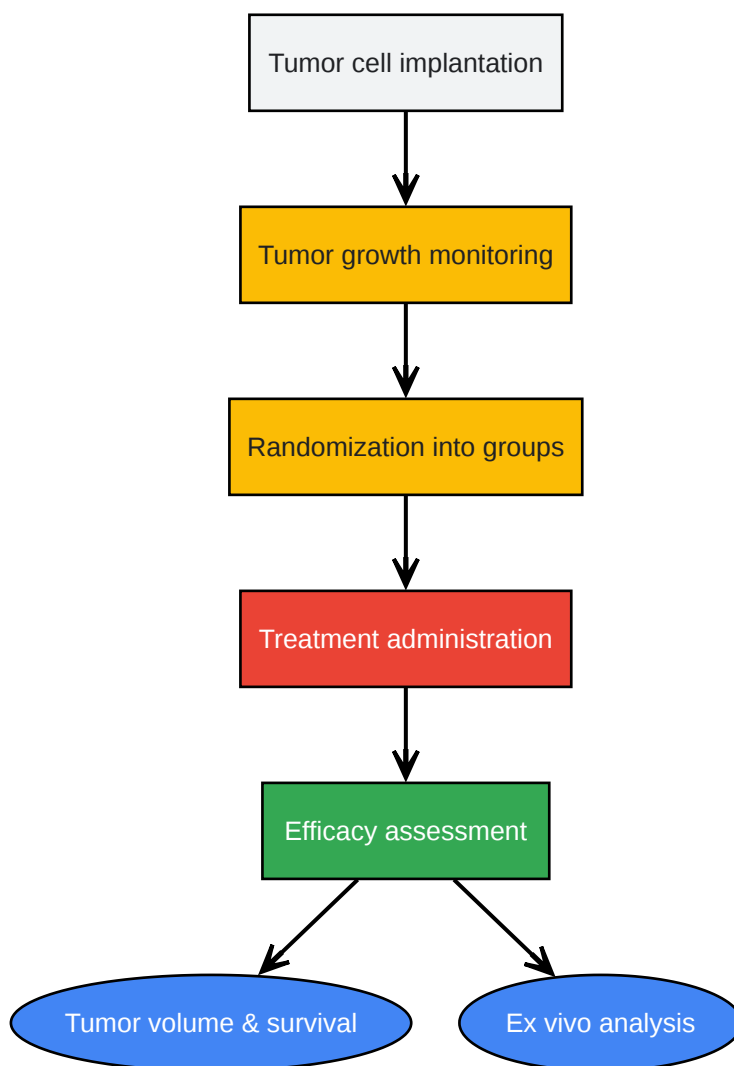 Tumor cell implantation
Tumor growth monitoring
Randomization into groups
Treatment administration
Efficacy assessment
Tumor volume & survival
Ex vivo analysis